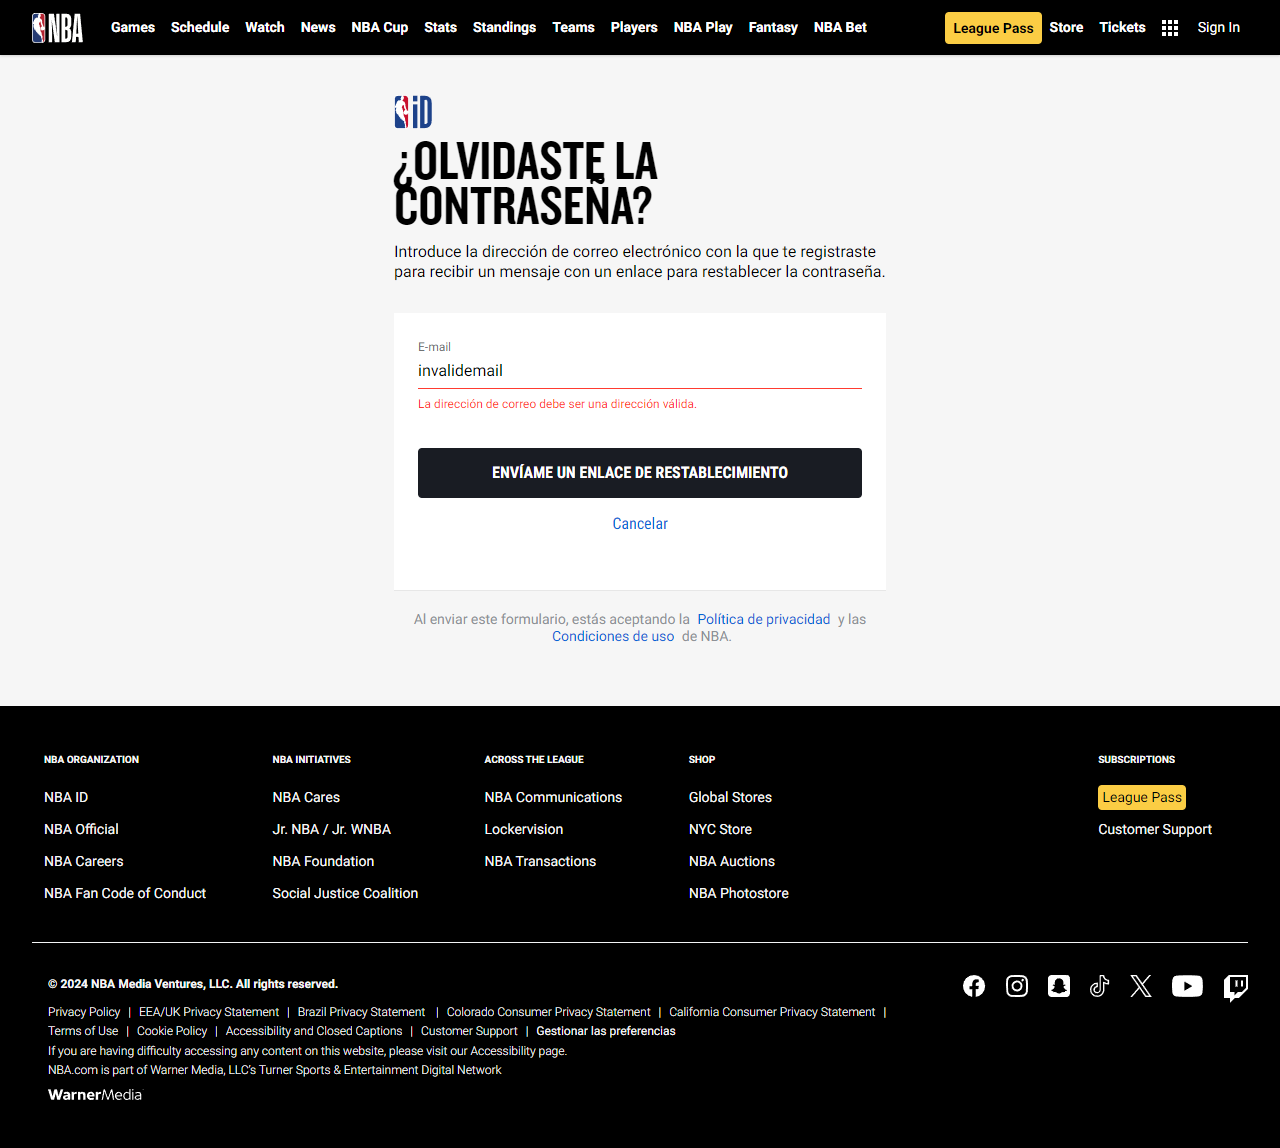 NBA Games Schedule Watch News NBA Cup Stats Standings Teams Players NBA Play Fantasy NBA Bet League Pass Store Tickets Sign In
iD
¿OLVIDASTE LA
CONTRASEÑA?
Introduce la dirección de correo electrónico con la que te registraste
para recibir un mensaje con un enlace para restablecer la contraseña.
E-mail
invalidemail
La dirección de correo debe ser una dirección válida.
ENVÍAME UN ENLACE DE RESTABLECIMIENTO
Cancelar
Al enviar este formulario, estás aceptando la Política de privacidad y las
Condiciones de uso de NBA.
NBA ORGANIZATION
NBA ID
NBA Official
NBA Careers
NBA Fan Code of Conduct
NBA INITIATIVES
NBA Cares
Jr. NBA / Jr. WNBA
NBA Foundation
Social Justice Coalition
ACROSS THE LEAGUE
NBA Communications
Lockervision
NBA Transactions
SHOP
Global Stores
NYC Store
NBA Auctions
NBA Photostore
SUBSCRIPTIONS
League Pass
Customer Support
© 2024 NBA Media Ventures, LLC. All rights reserved.
Privacy Policy | EEA/UK Privacy Statement | Brazil Privacy Statement | Colorado Consumer Privacy Statement | California Consumer Privacy Statement |
Terms of Use | Cookie Policy | Accessibility and Closed Captions | Customer Support | Gestionar las preferencias
If you are having difficulty accessing any content on this website, please visit our Accessibility page.
NBA.com is part of Warner Media, LLC’s Turner Sports & Entertainment Digital Network
WarnerMedia